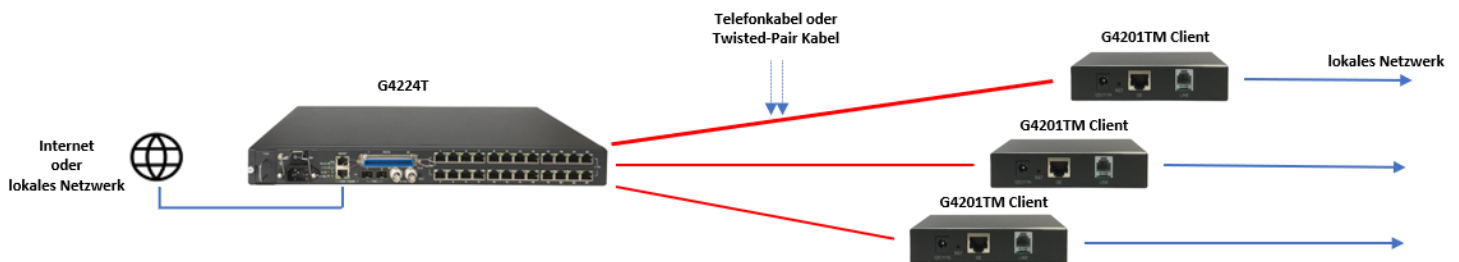 Telefonkabel oder
Twisted-Pair Kabel
G4201TM Client
lokales Netzwerk
G4224T
G4201TM Client
Internet
oder
lokales Netzwerk
G4201TM Client